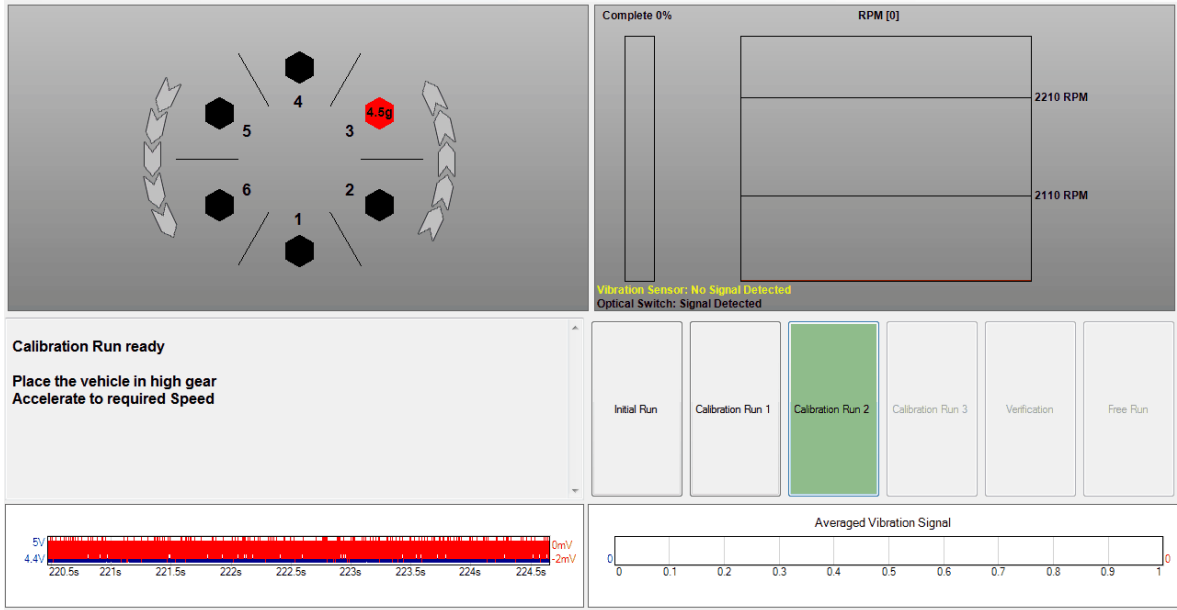 Complete 0%
RPM [0]
4
4.5g
5
3
6
2
1
2210 RPM
2110 RPM
Vibration Sensor: No Signal Detected
Optical Switch: Signal Detected
Calibration Run ready
Place the vehicle in high gear
Accelerate to required Speed
Initial Run
Calibration Run 1
Calibration Run 2
Calibration Run 3
Verification
Free Run
5V
4.4V
0mV
-2mV
220.5s 221s 221.5s 222s 222.5s 223s 223.5s 224s 224.5s
Averaged Vibration Signal
0
0
0 0.1 0.2 0.3 0.4 0.5 0.6 0.7 0.8 0.9 1